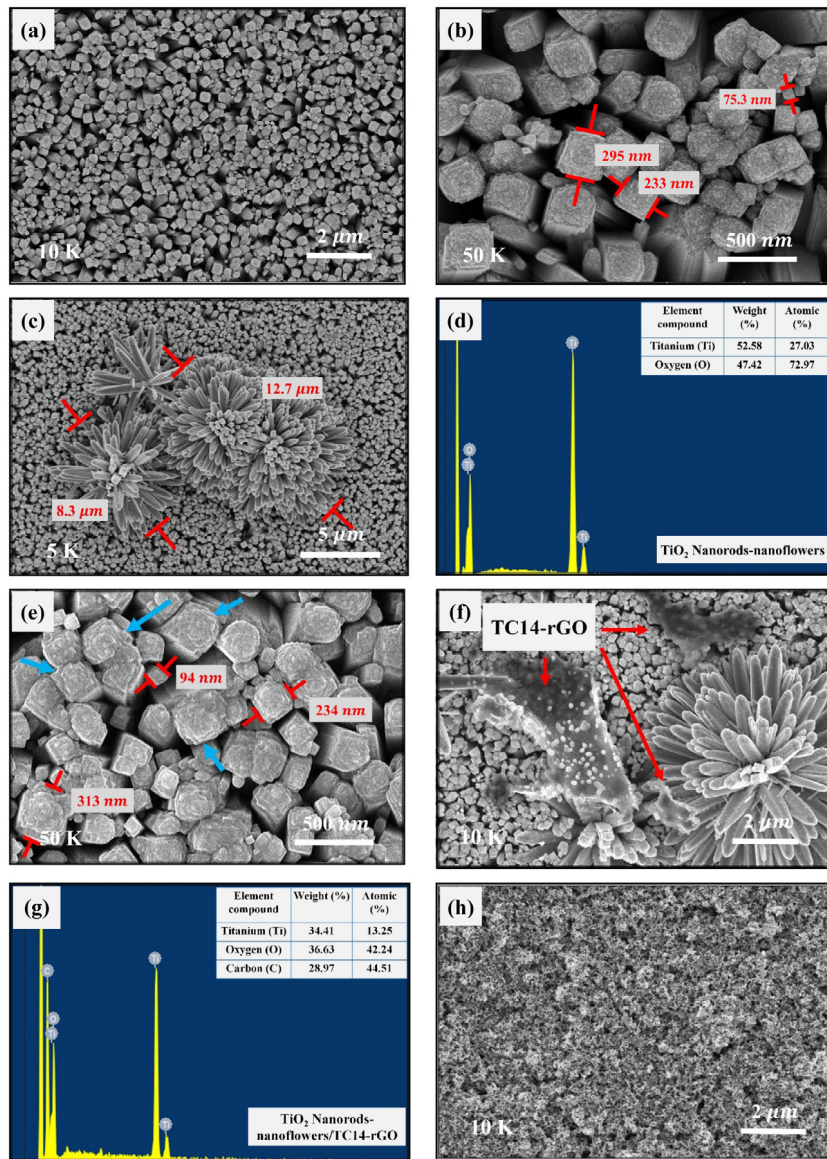 (a)
10 K
2 μm
(b)
75.3 nm
295 nm
233 nm
50 K
500 nm
(c)
12.7 μm
8.3 μm
5 K
5 μm
(d)
Element compound Weight (%) Atomic (%)
Titanium (Ti) 52.58 27.03
Oxygen (O) 47.42 72.97
Ti
O
Ti
Ti
TiO₂ Nanorods-nanoflowers
(e)
94 nm
234 nm
313 nm
50 K
500 nm
(f)
TC14-rGO
10 K
2 μm
(g)
Element compound Weight (%) Atomic (%)
Titanium (Ti) 34.41 13.25
Oxygen (O) 36.63 42.24
Carbon (C) 28.97 44.51
C
Ti
O
Ti
Ti
TiO₂ Nanorods-
nanoflowers/TC14-rGO
(h)
10 K
2 μm